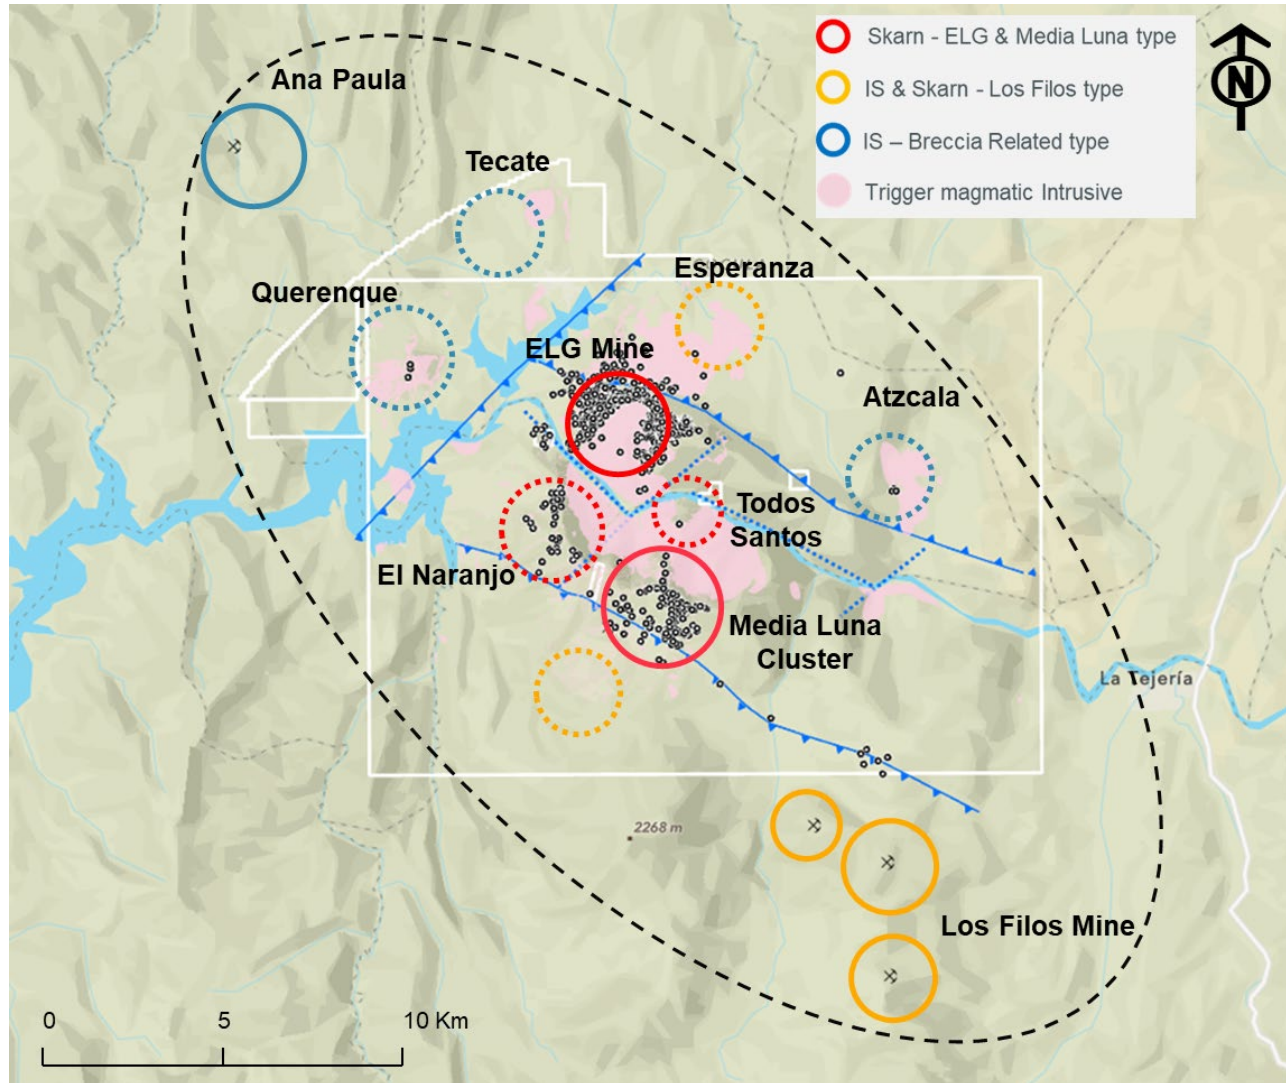 Skarn - ELG & Media Luna type
IS & Skarn - Los Filos type
IS – Breccia Related type
Trigger magmatic Intrusive
N
Ana Paula
Tecate
Querenque
Esperanza
ELG Mine
Atzcala
Todos
Santos
El Naranjo
Media Luna
Cluster
La Tejería
2268 m
Los Filos Mine
0 5 10 Km